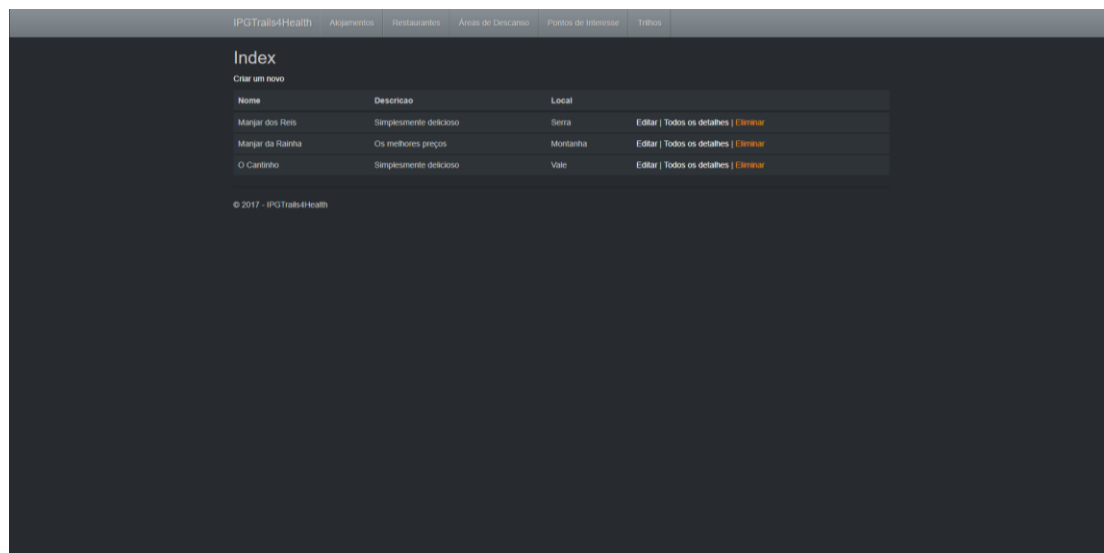 IPGTrails4Health Alojamentos Restaurantes Áreas de Descanso Pontos de Interesse Trilhos
Index
Criar um novo
Nome Descricao Local
Manjar dos Reis Simplesmente delicioso Serra Editar | Todos os detalhes | Eliminar
Manjar da Rainha Os melhores preços Montanha Editar | Todos os detalhes | Eliminar
O Cantinho Simplesmente delicioso Vale Editar | Todos os detalhes | Eliminar
© 2017 - IPGTrails4Health